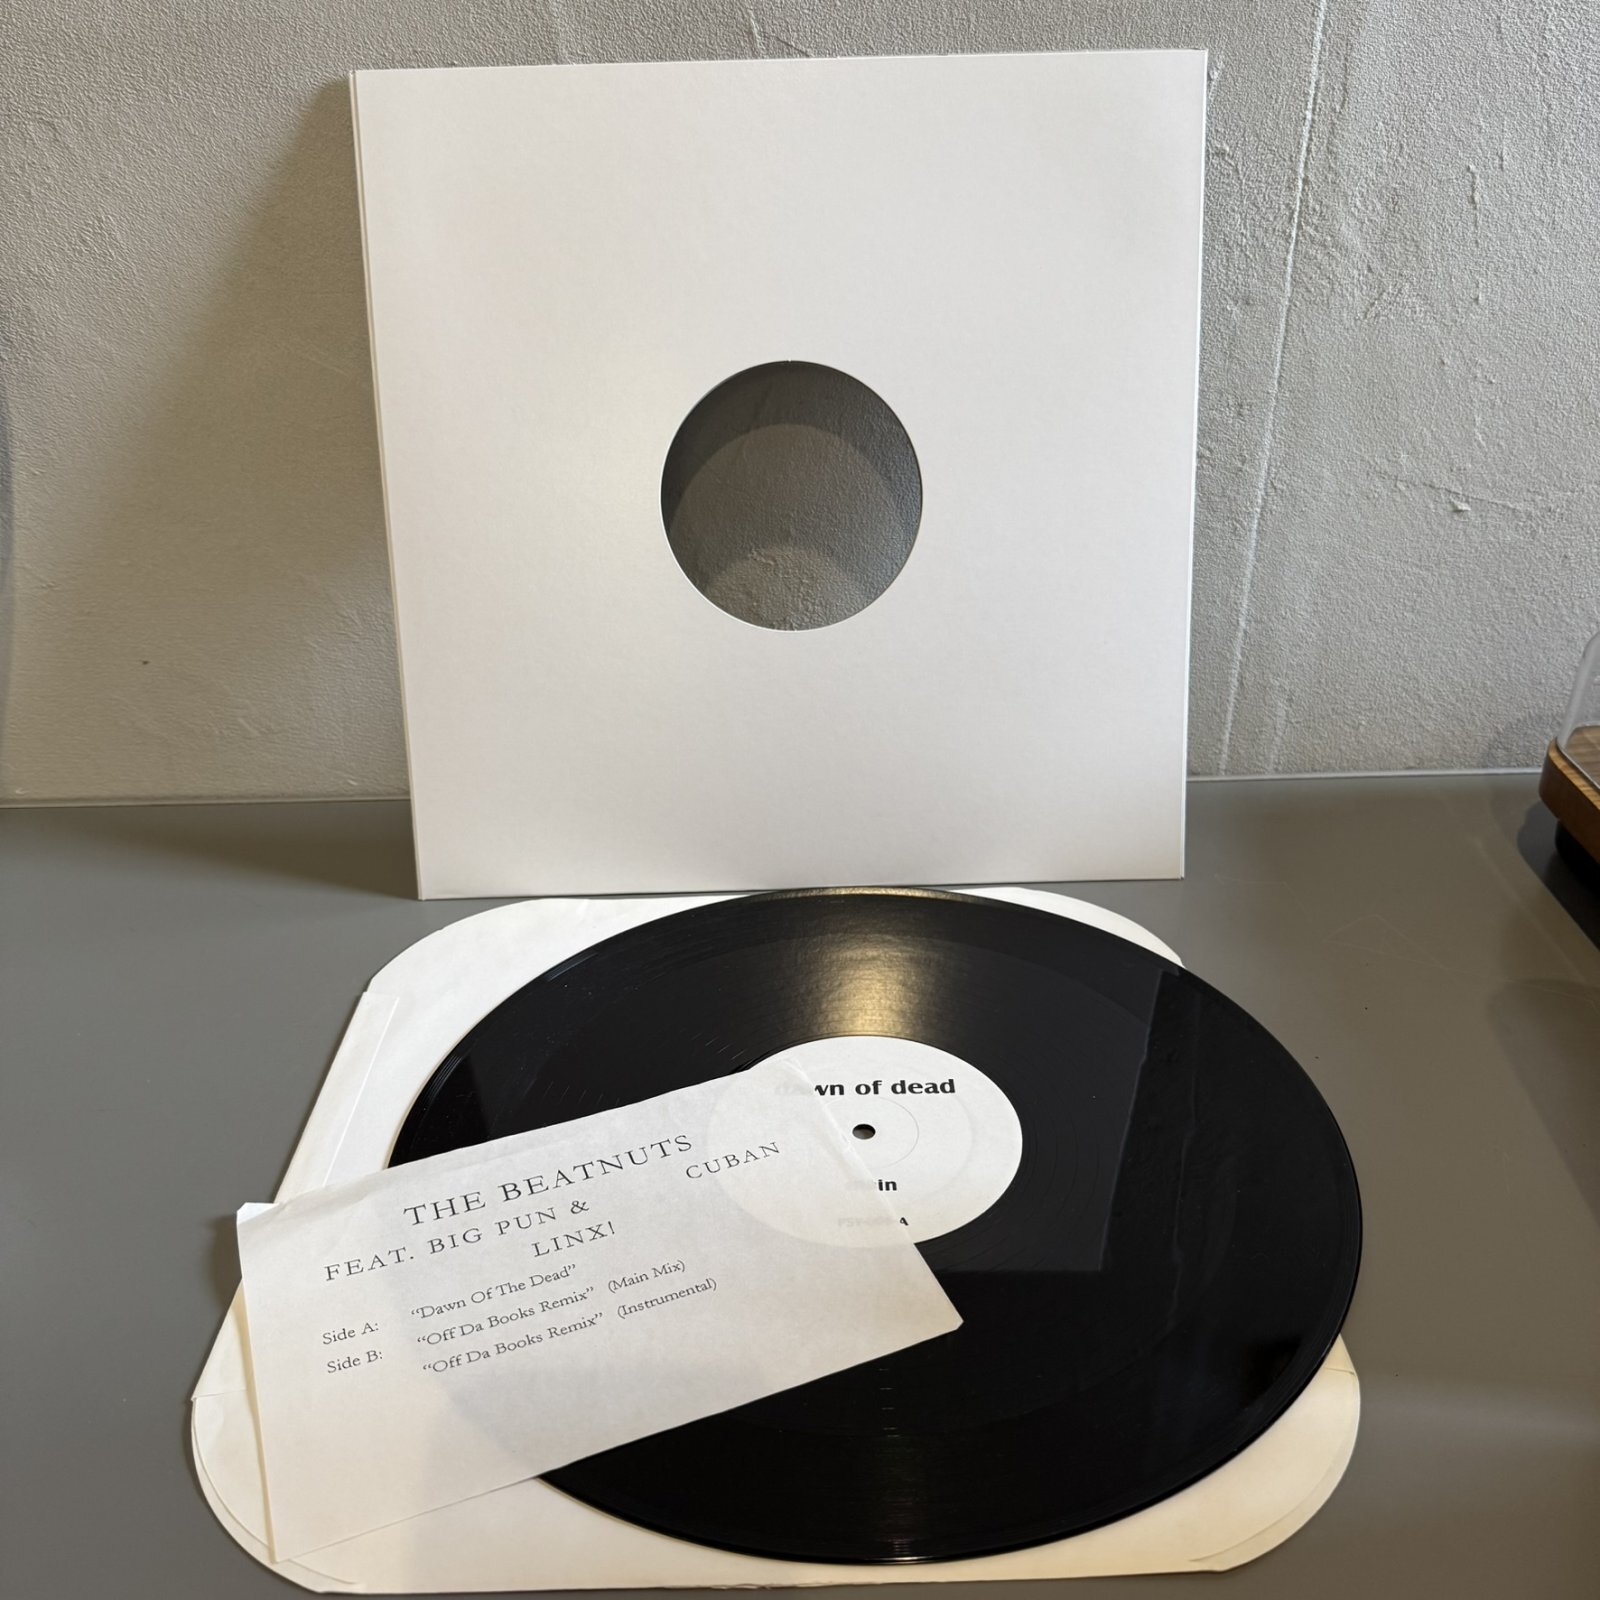 dawn of dead
THE BEATNUTS
FEAT. BIG PUN & CUBAN
LINX!
"Dawn Of The Dead"
Side A: "Off Da Books Remix" (Main Mix)
Side B: "Off Da Books Remix" (Instrumental)